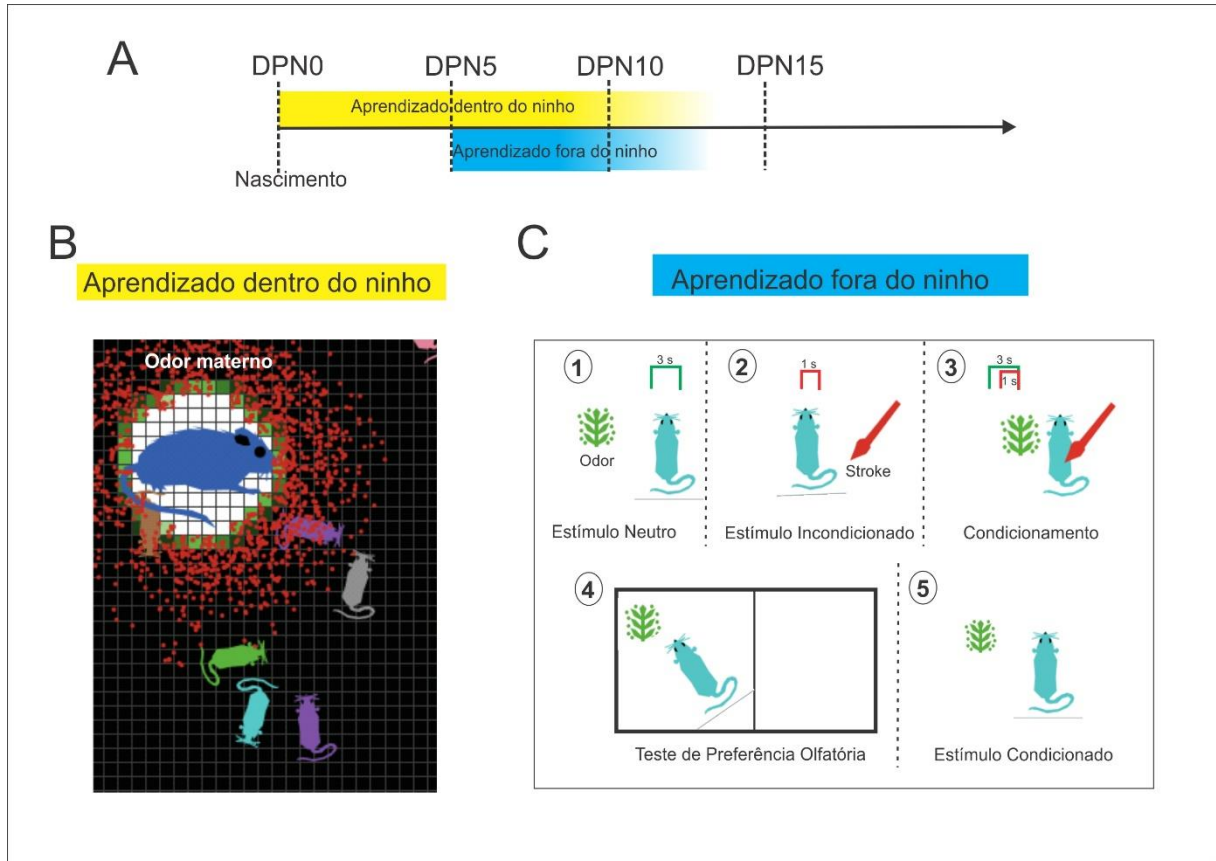 A
DPN0 DPN5 DPN10 DPN15
Aprendizado dentro do ninho
Aprendizado fora do ninho
Nascimento
B
Aprendizado dentro do ninho
Odor materno
C
Aprendizado fora do ninho
1
3 s
Odor
Estímulo Neutro
2
1 s
Stroke
Estímulo Incondicionado
3
3 s
1 s
Condicionamento
4
Teste de Preferência Olfatória
5
Estímulo Condicionado